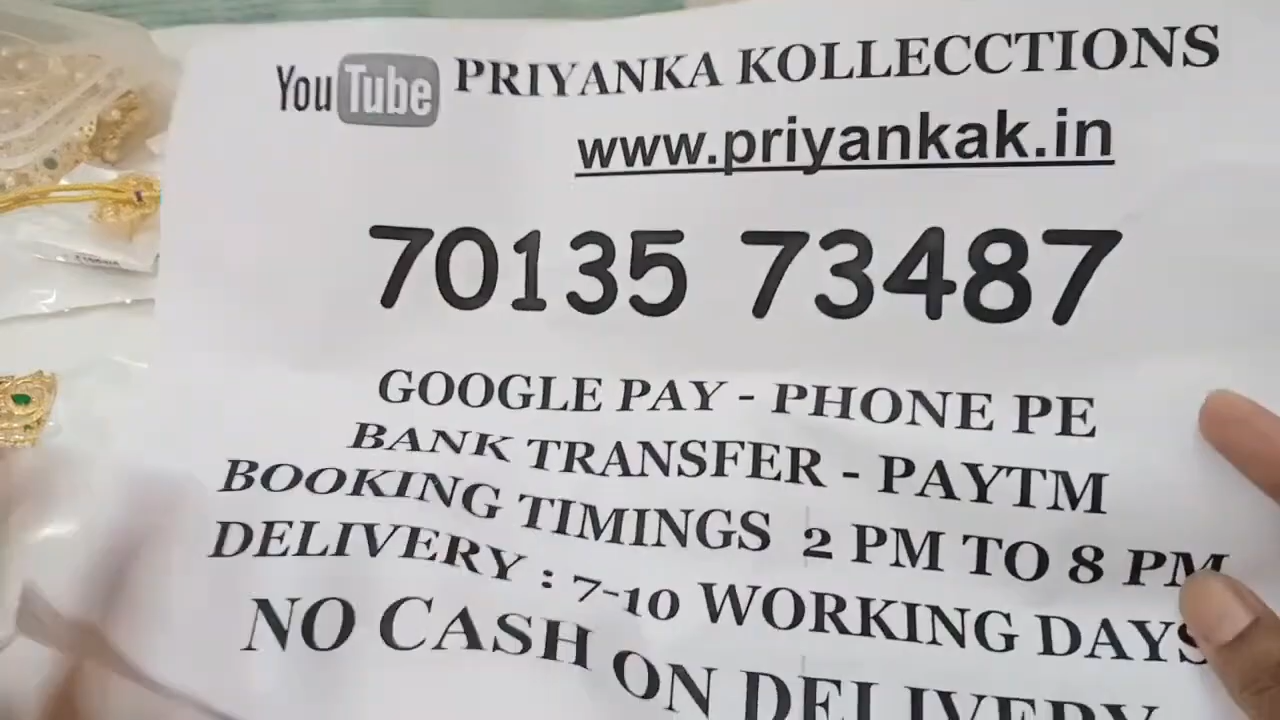 YouTube PRIYANKA KOLLECCTIONS
www.priyankak.in
70135 73487
GOOGLE PAY - PHONE PE
BANK TRANSFER - PAYTM
BOOKING TIMINGS 2 PM TO 8 PM
DELIVERY : 7-10 WORKING DAYS
NO CASH ON DELIVERY